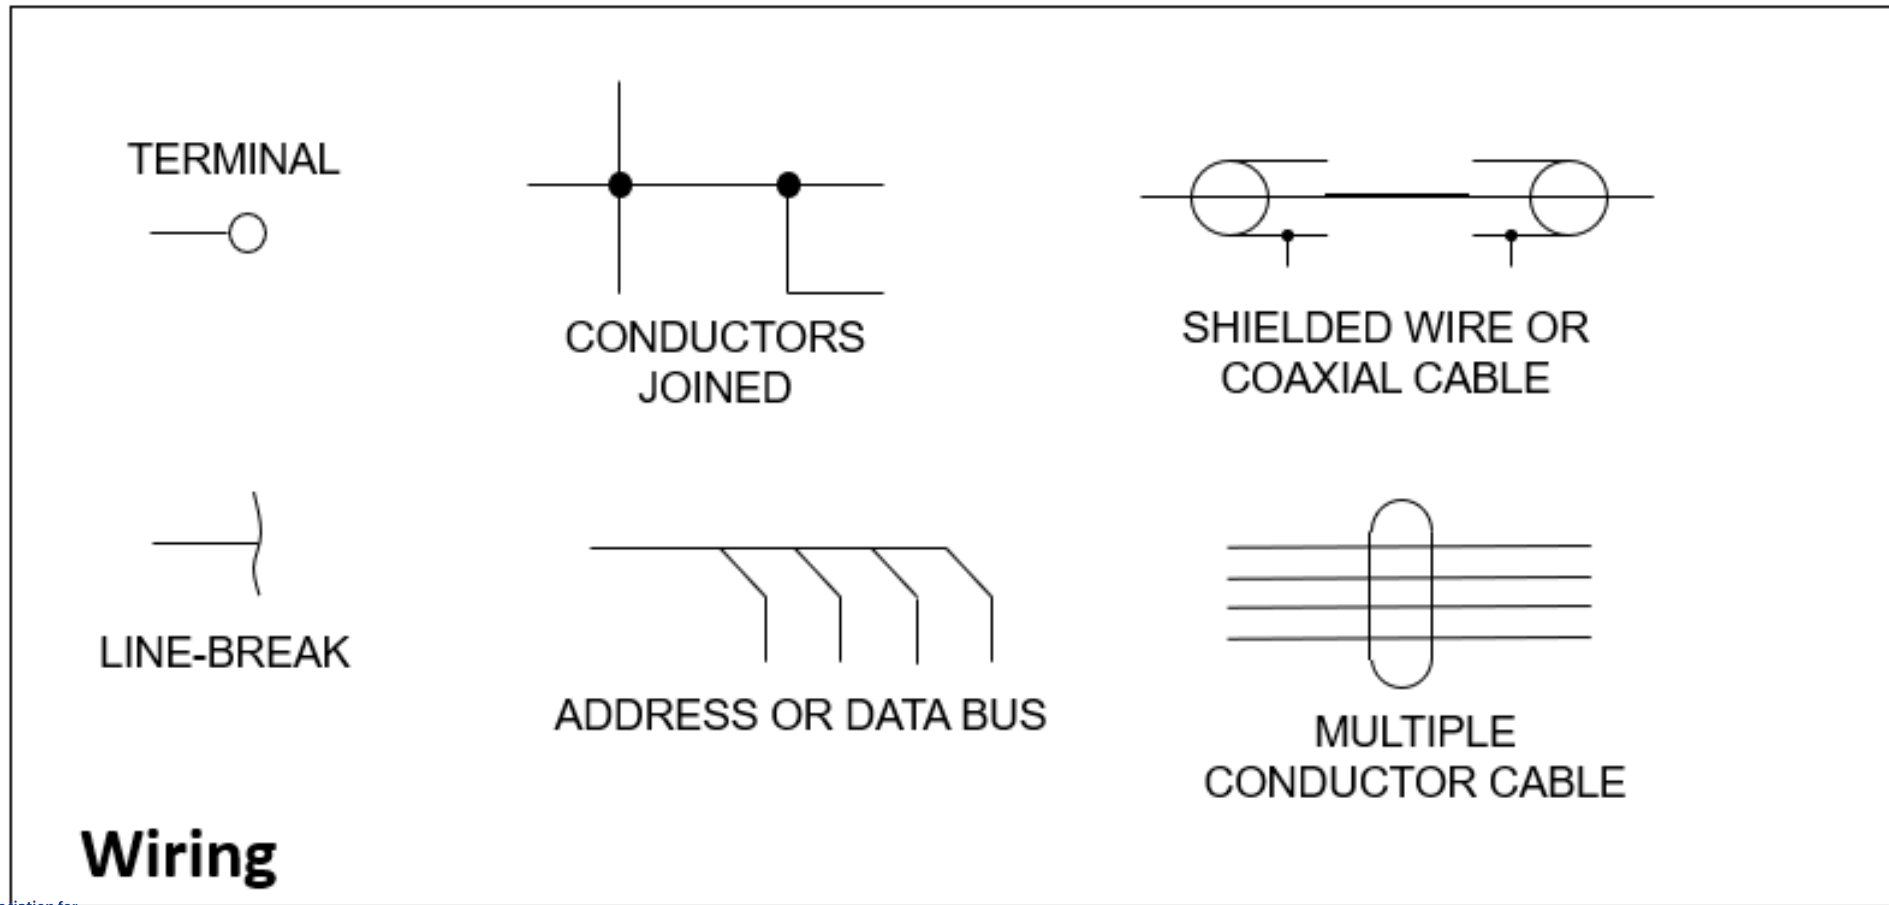 TERMINAL
CONDUCTORS
JOINED
SHIELDED WIRE OR
COAXIAL CABLE
LINE-BREAK
ADDRESS OR DATA BUS
MULTIPLE
CONDUCTOR CABLE
Wiring